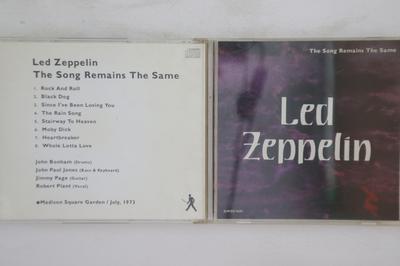 Led Zeppelin
The Song Remains The Same
1. Rock And Roll
2. Black Dog
3. Since I've Been Loving You
4. The Rain Song
5. Stairway To Heaven
6. Moby Dick
7. Heartbreaker
8. Whole Lotta Love
John Bonham (Drums)
John Paul Jones (Bass & Keyboard)
Jimmy Page (Guitar)
Robert Plant (Vocal)
●Madison Square Garden / July, 1973
The Song Remains The Same
Led
Zeppelin